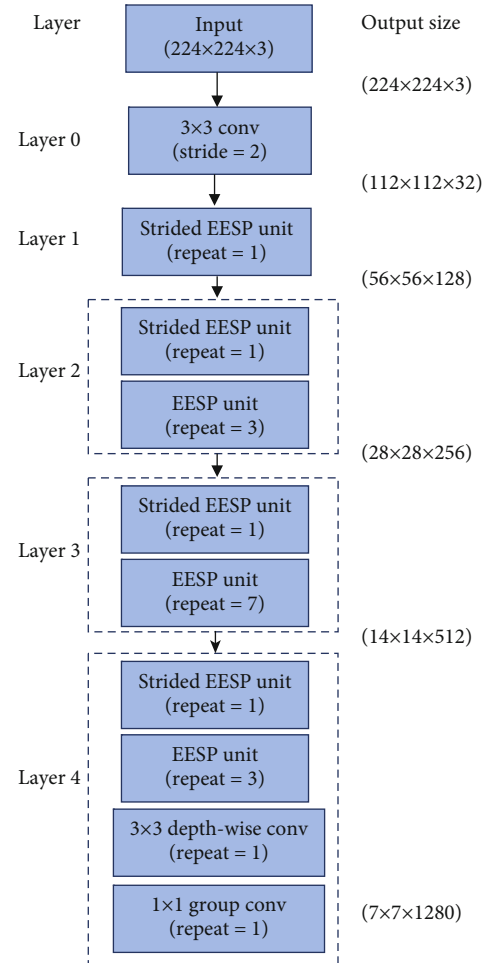 Layer
Input
(224×224×3)
Output size
(224×224×3)
Layer 0
3×3 conv
(stride = 2)
(112×112×32)
Layer 1
Strided EESP unit
(repeat = 1)
(56×56×128)
Layer 2
Strided EESP unit
(repeat = 1)
EESP unit
(repeat = 3)
(28×28×256)
Layer 3
Strided EESP unit
(repeat = 1)
EESP unit
(repeat = 7)
(14×14×512)
Layer 4
Strided EESP unit
(repeat = 1)
EESP unit
(repeat = 3)
3×3 depth-wise conv
(repeat = 1)
1×1 group conv
(repeat = 1)
(7×7×1280)